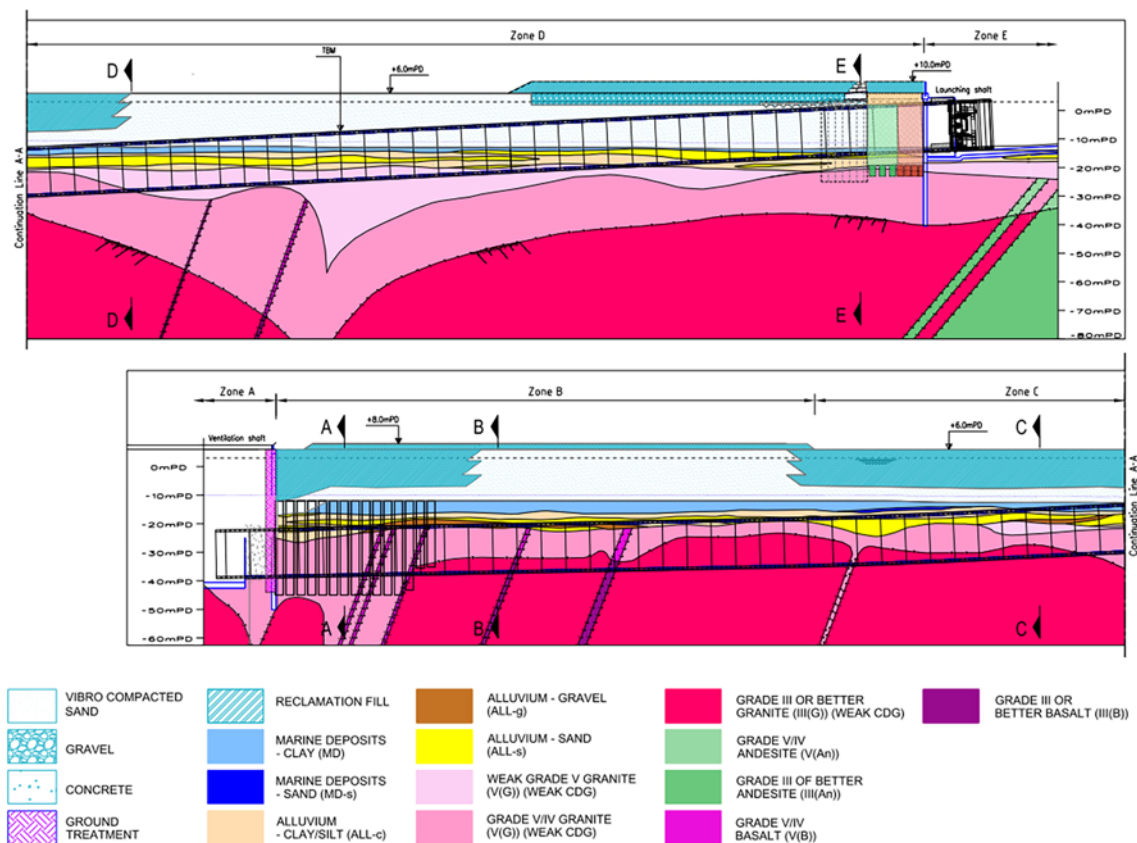 Zone D
Zone E
D
TBM
+6.0mPD
E
+10.0mPD
Launching shaft
0mPD
-10mPD
-20mPD
-30mPD
-40mPD
-50mPD
-60mPD
-70mPD
-80mPD
Continuation Line A-A
D
E
Zone A
Zone B
Zone C
Ventilation shaft
A
+8.0mPD
B
+6.0mPD
C
0mPD
-10mPD
-20mPD
-30mPD
-40mPD
-50mPD
-60mPD
A
B
C
Continuation Line A-A
VIBRO COMPACTED
SAND
GRAVEL
CONCRETE
GROUND
TREATMENT
RECLAMATION FILL
MARINE DEPOSITS
- CLAY (MD)
MARINE DEPOSITS
- SAND (MD-s)
ALLUVIUM
- CLAY/SILT (ALL-c)
ALLUVIUM - GRAVEL
(ALL-g)
ALLUVIUM - SAND
(ALL-s)
WEAK GRADE V GRANITE
(V(G)) (WEAK CDG)
GRADE V/IV GRANITE
(V(G)) (WEAK CDG)
GRADE III OR BETTER
GRANITE (III(G)) (WEAK CDG)
GRADE V/IV
ANDESITE (V(An))
GRADE III OF BETTER
ANDESITE (III(An))
GRADE V/IV
BASALT (V(B))
GRADE III OR
BETTER BASALT (III(B))